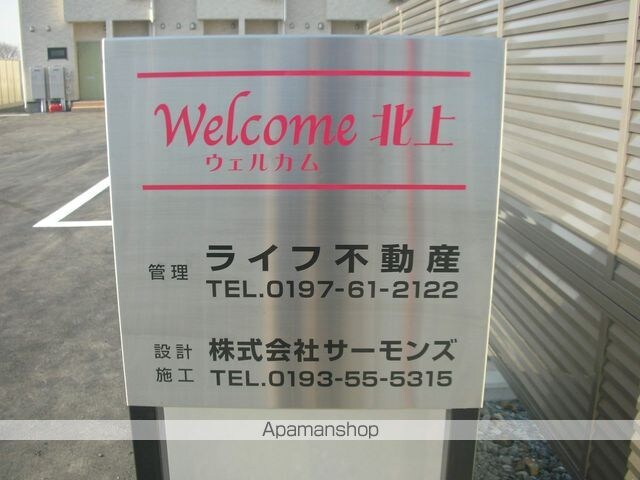 Welcome 北上
ウェルカム
管理 ライフ不動産
TEL.0197-61-2122
設計 株式会社サーモンズ
施工 TEL.0193-55-5315
Apamanshop